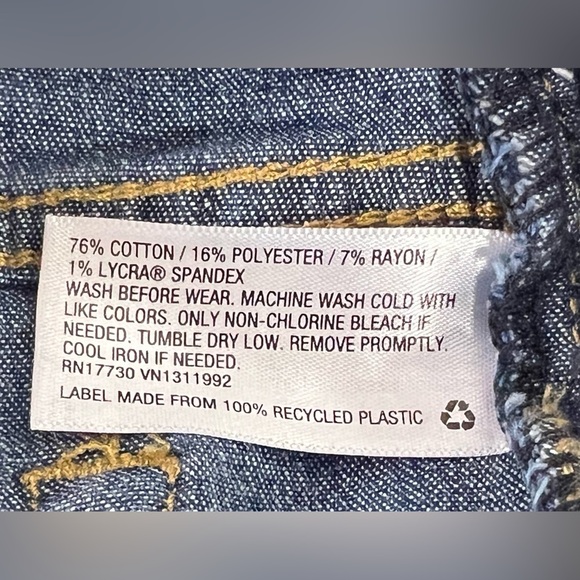 76% COTTON / 16% POLYESTER / 7% RAYON /
1% LYCRA® SPANDEX
WASH BEFORE WEAR. MACHINE WASH COLD WITH
LIKE COLORS. ONLY NON-CHLORINE BLEACH IF
NEEDED. TUMBLE DRY LOW. REMOVE PROMPTLY.
COOL IRON IF NEEDED.
RN17730 VN1311992
LABEL MADE FROM 100% RECYCLED PLASTIC